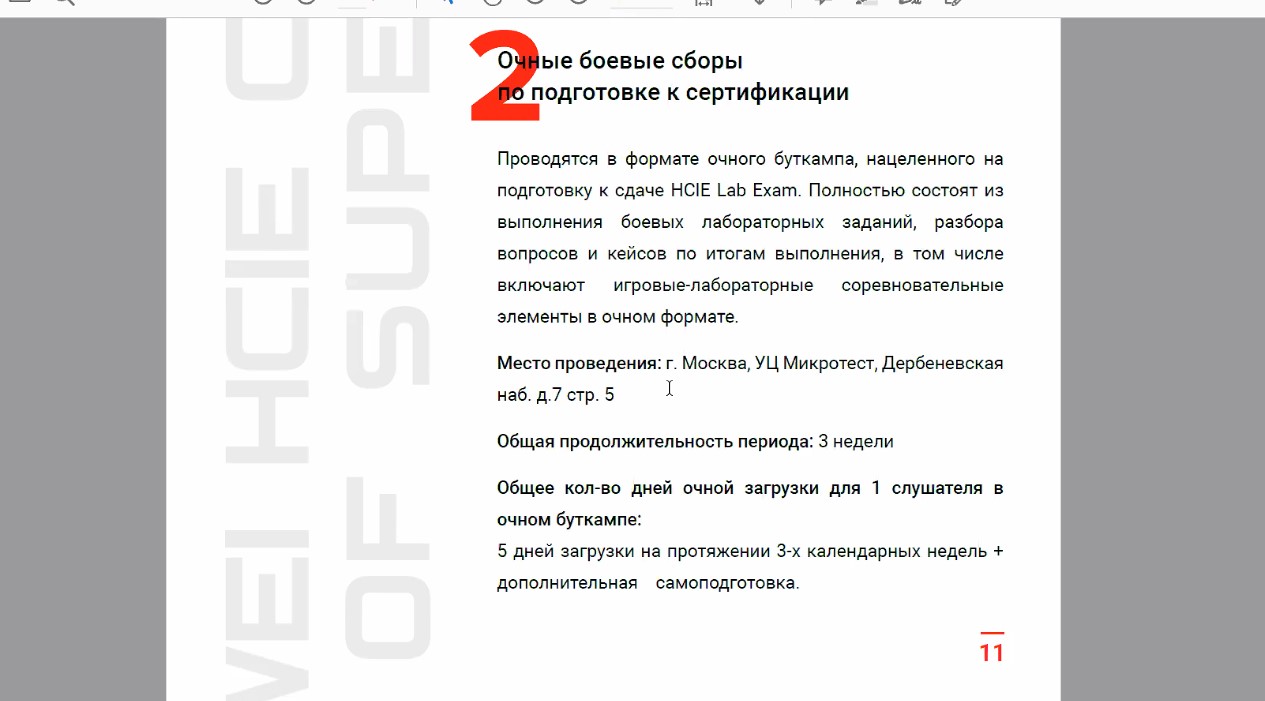 2
Очные боевые сборы
по подготовке к сертификации
Проводятся в формате очного буткампа, нацеленного на
подготовку к сдаче HCIE Lab Exam. Полностью состоят из
выполнения боевых лабораторных заданий, разбора
вопросов и кейсов по итогам выполнения, в том числе
включают игровые-лабораторные соревновательные
элементы в очном формате.
Место проведения: г. Москва, УЦ Микротест, Дербеневская
наб. д.7 стр. 5
Общая продолжительность периода: 3 недели
Общее кол-во дней очной загрузки для 1 слушателя в
очном буткампе:
5 дней загрузки на протяжении 3-х календарных недель +
дополнительная самоподготовка.
11
HCIE
OF